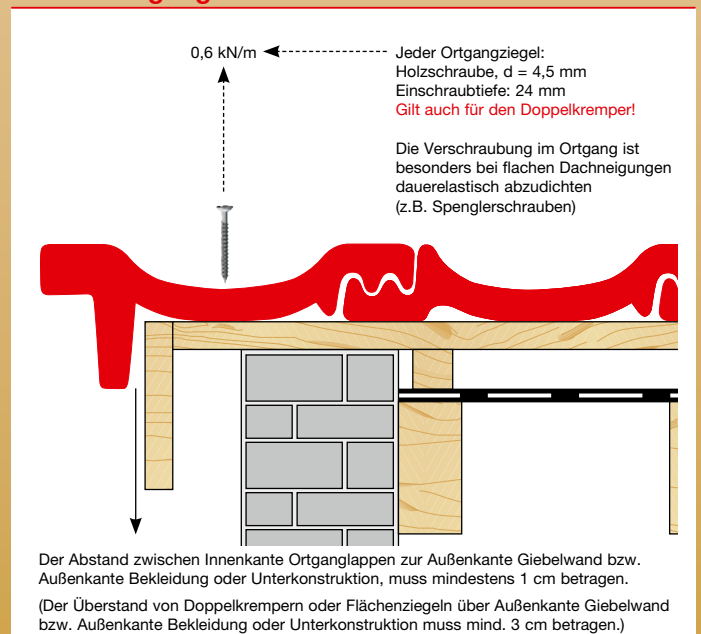 0,6 kN/m
Jeder Ortgangziegel:
Holzschraube, d = 4,5 mm
Einschraubtiefe: 24 mm
Gilt auch für den Doppelkremper!
Die Verschraubung im Ortgang ist
besonders bei flachen Dachneigungen
dauerelastisch abzudichten
(z.B. Spenglerschrauben)
Der Abstand zwischen Innenkante Ortganglappen zur Außenkante Giebelwand bzw.
Außenkante Bekleidung oder Unterkonstruktion, muss mindestens 1 cm betragen.
(Der Überstand von Doppelkrempern oder Flächenziegeln über Außenkante Giebelwand
bzw. Außenkante Bekleidung oder Unterkonstruktion muss mind. 3 cm betragen.)